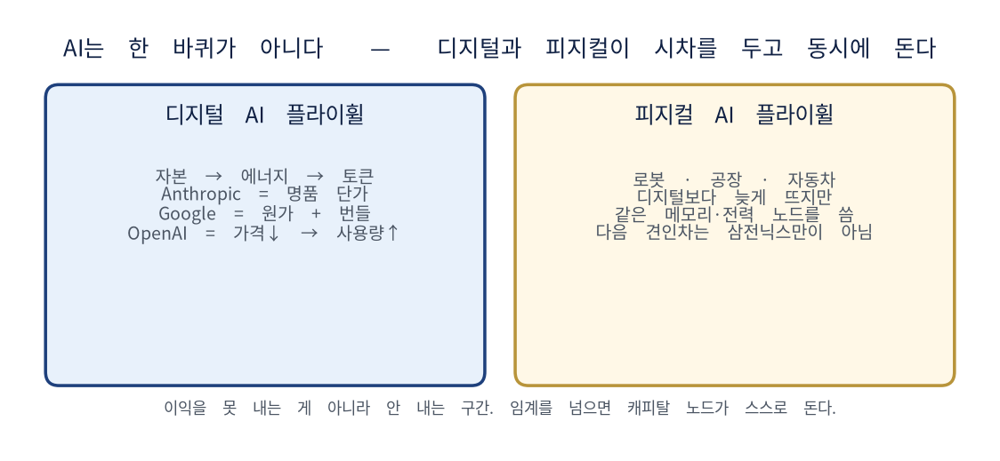 AI는 한 바퀴가 아니다 — 디지털과 피지컬이 시차를 두고 동시에 돈다
디지털 AI 플라이휠
자본 → 에너지 → 토큰
Anthropic = 명품 단가
Google = 원가 + 번들
OpenAI = 가격↓ → 사용량↑
피지컬 AI 플라이휠
로봇 · 공장 · 자동차
디지털보다 늦게 뜨지만
같은 메모리·전력 노드를 씀
다음 견인차는 삼전닉스만이 아님
이익을 못 내는 게 아니라 안 내는 구간. 임계를 넘으면 캐피탈 노드가 스스로 돈다.